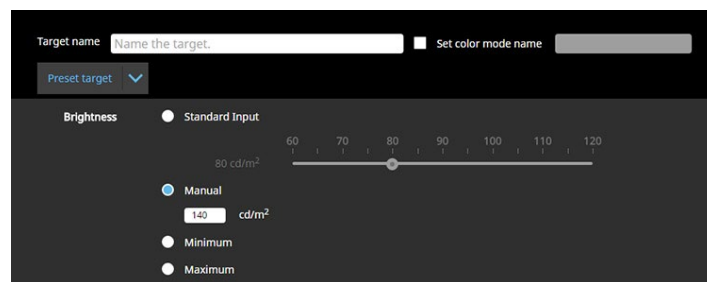 Target name Name the target. Set color mode name
Preset target
Brightness Standard Input
60 70 80 90 100 110 120
80 cd/m²
Manual
140 cd/m²
Minimum
Maximum